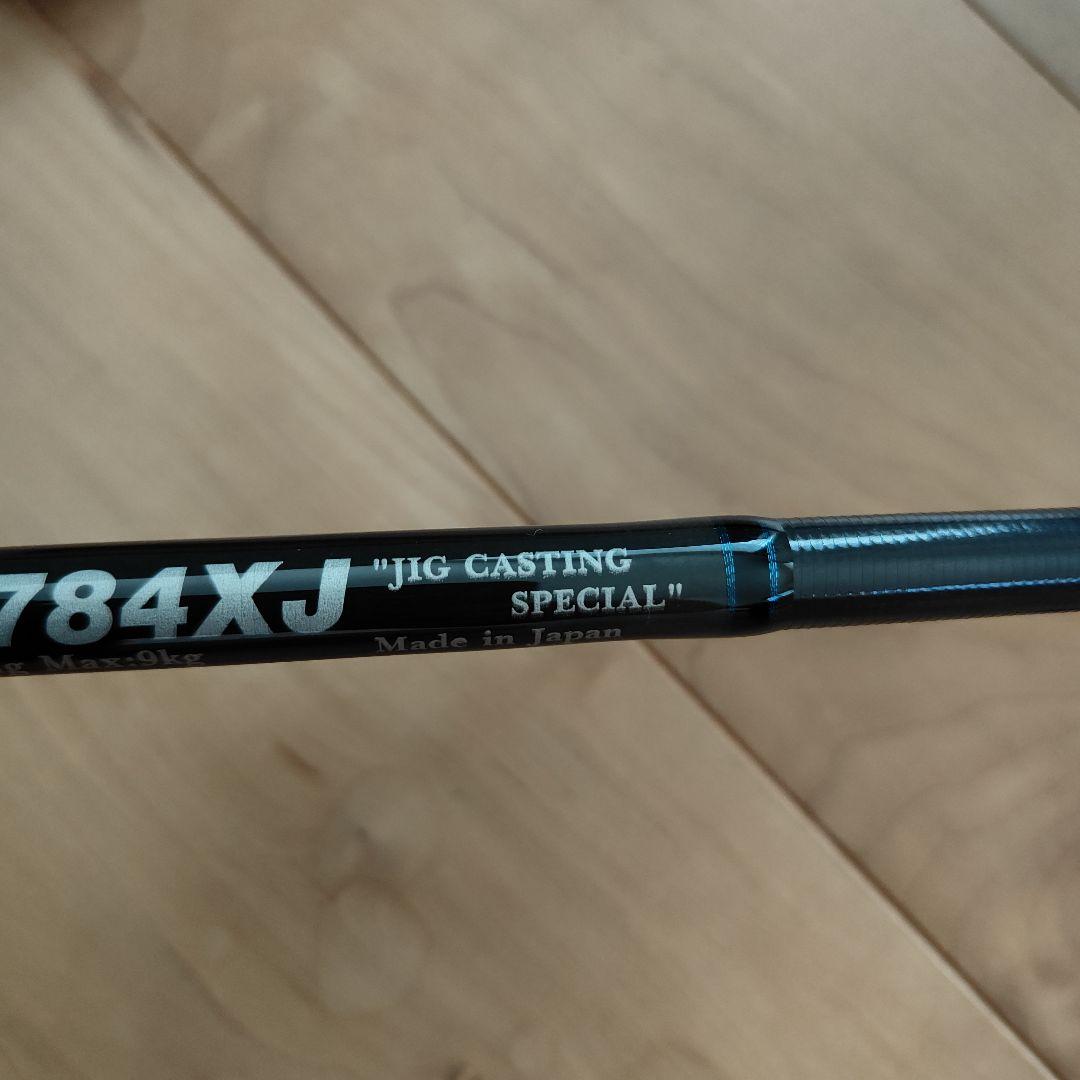 784XJ "JIG CASTING
SPECIAL"
g Max:9kg Made in Japan